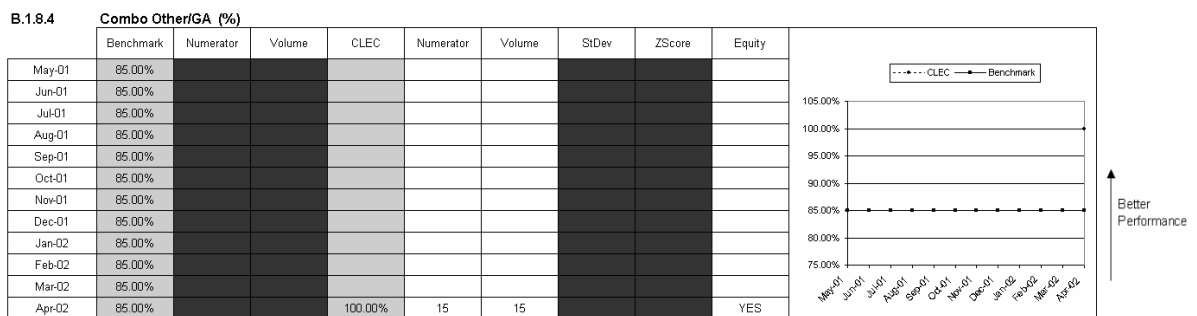 B.1.8.4 Combo Other/GA (%)
Benchmark Numerator Volume CLEC Numerator Volume StDev ZScore Equity
May-01 85.00%
Jun-01 85.00%
Jul-01 85.00%
Aug-01 85.00%
Sep-01 85.00%
Oct-01 85.00%
Nov-01 85.00%
Dec-01 85.00%
Jan-02 85.00%
Feb-02 85.00%
Mar-02 85.00%
Apr-02 85.00% 100.00% 15 15 YES
CLEC Benchmark
105.00%
100.00%
95.00%
90.00%
85.00%
80.00%
75.00%
May-01 Jun-01 Jul-01 Aug-01 Sep-01 Oct-01 Nov-01 Dec-01 Jan-02 Feb-02 Mar-02 Apr-02
Better
Performance